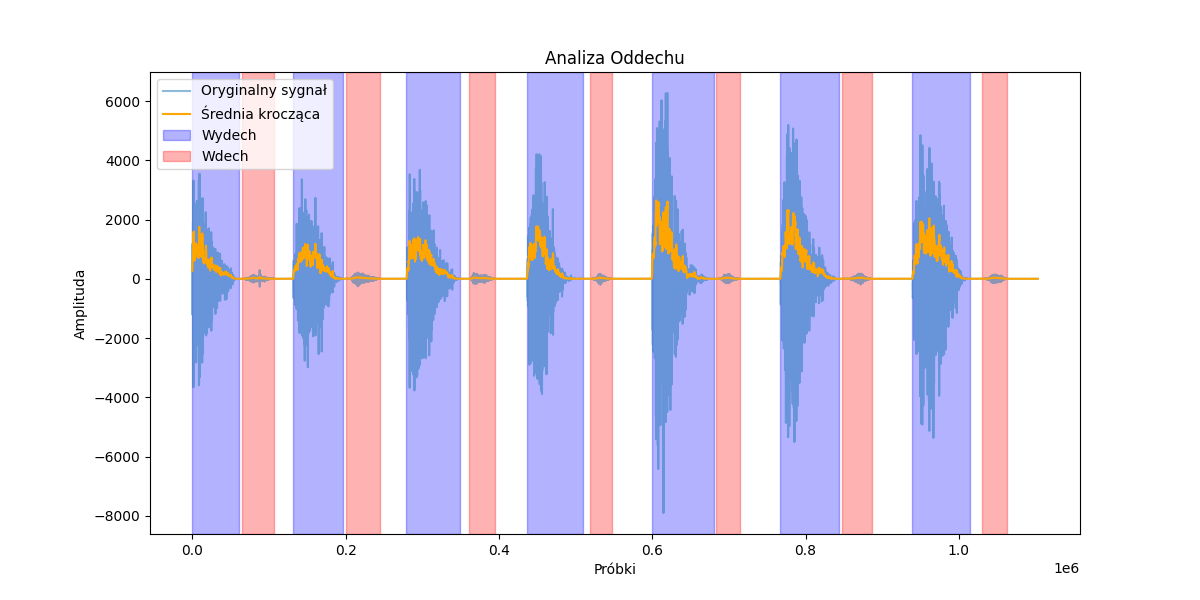 Analiza Oddechu
Oryginalny sygnał
Średnia krocząca
Wydech
Wdech
Amplituda
6000
4000
2000
0
−2000
−4000
−6000
−8000
0.0 0.2 0.4 0.6 0.8 1.0
1e6
Próbki